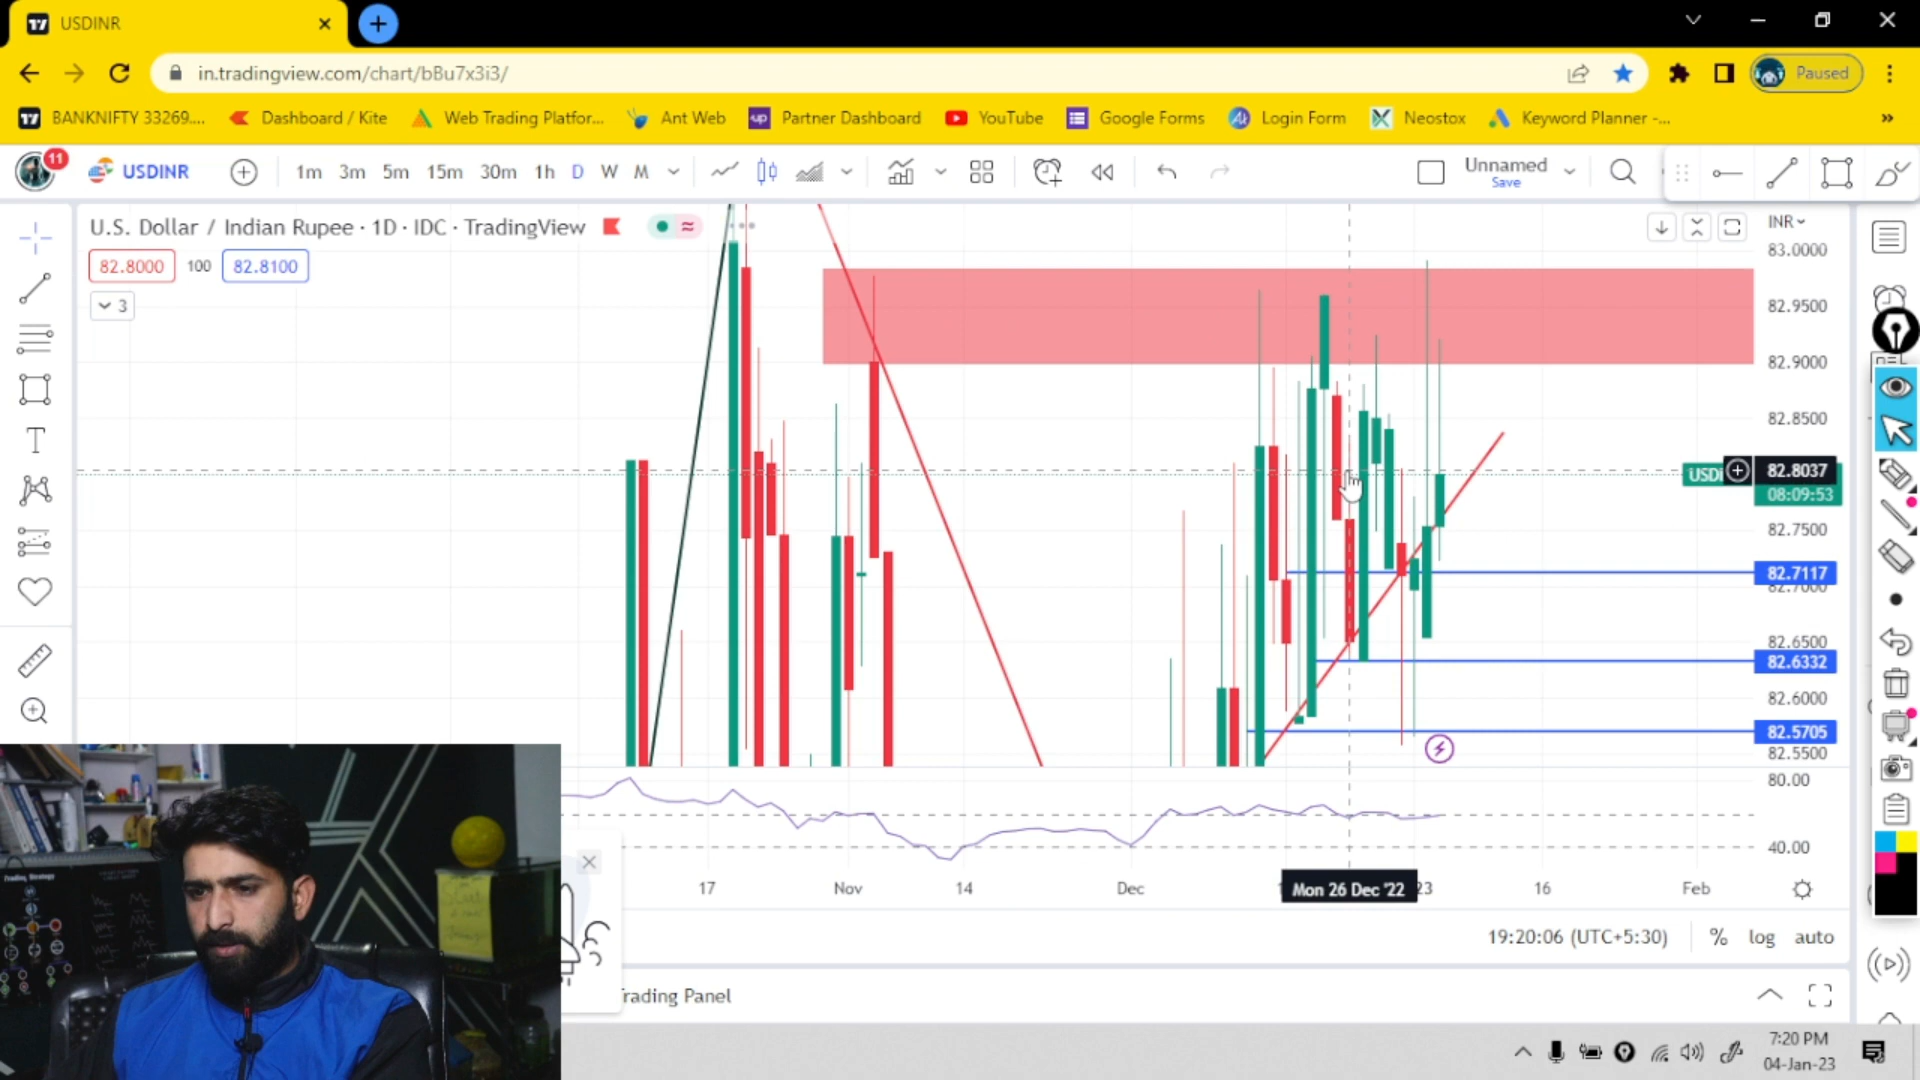 USDINR
in.tradingview.com/chart/bBu7x3i3/
Paused
BANKNIFTY 33269.... Dashboard / Kite Web Trading Platfor... Ant Web up Partner Dashboard YouTube Google Forms Login Form Neostox Keyword Planner -... »
11 USDINR 1m 3m 5m 15m 30m 1h D W M Unnamed
Save
U.S. Dollar / Indian Rupee · 1D · IDC · TradingView
INR
82.8000 100 82.8100
3
83.0000
82.9500
82.9000
82.8500
82.8037
08:09:53
82.7500
82.7117
82.7000
82.6500
82.6332
82.6000
82.5705
82.5500
80.00
40.00
17 Nov 14 Dec Mon 26 Dec '22 23 16 Feb
19:20:06 (UTC+5:30) % log auto
Trading Panel
7:20 PM
04-Jan-23